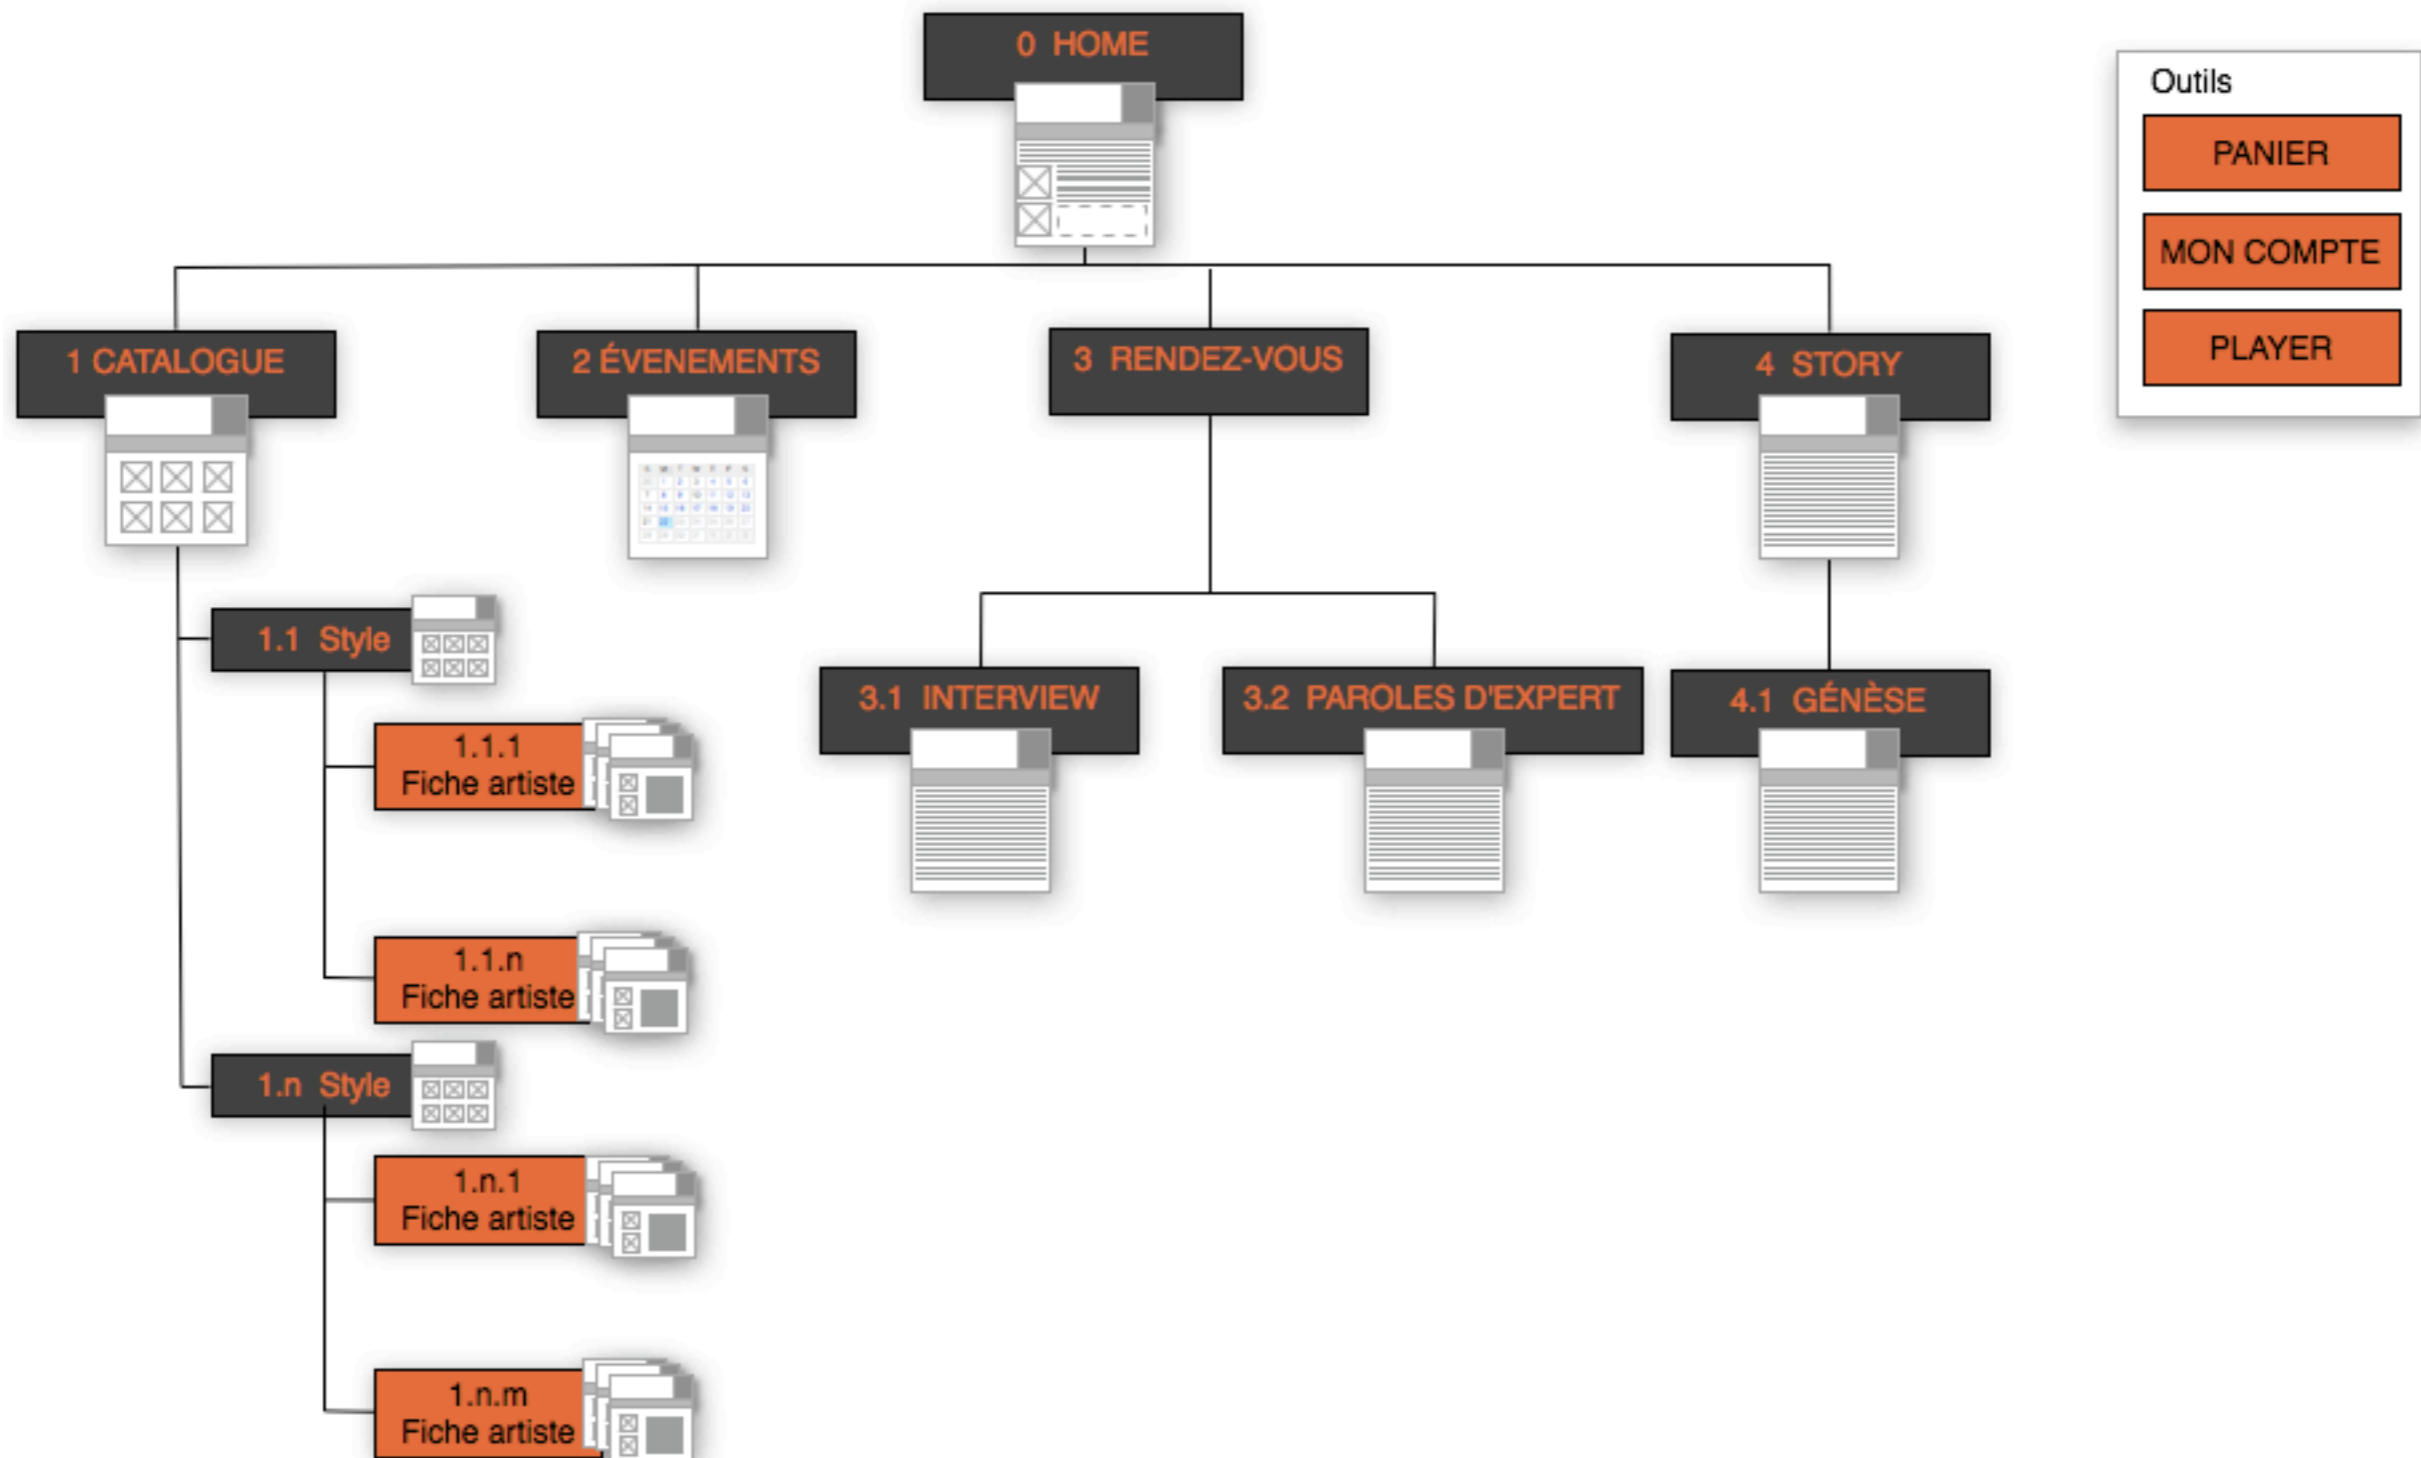 0 HOME
Outils
PANIER
MON COMPTE
PLAYER
1 CATALOGUE
2 ÉVENEMENTS
3 RENDEZ-VOUS
4 STORY
1.1 Style
1.1.1
Fiche artiste
1.1.n
Fiche artiste
1.n Style
1.n.1
Fiche artiste
1.n.m
Fiche artiste
3.1 INTERVIEW
3.2 PAROLES D'EXPERT
4.1 GÉNÈSE